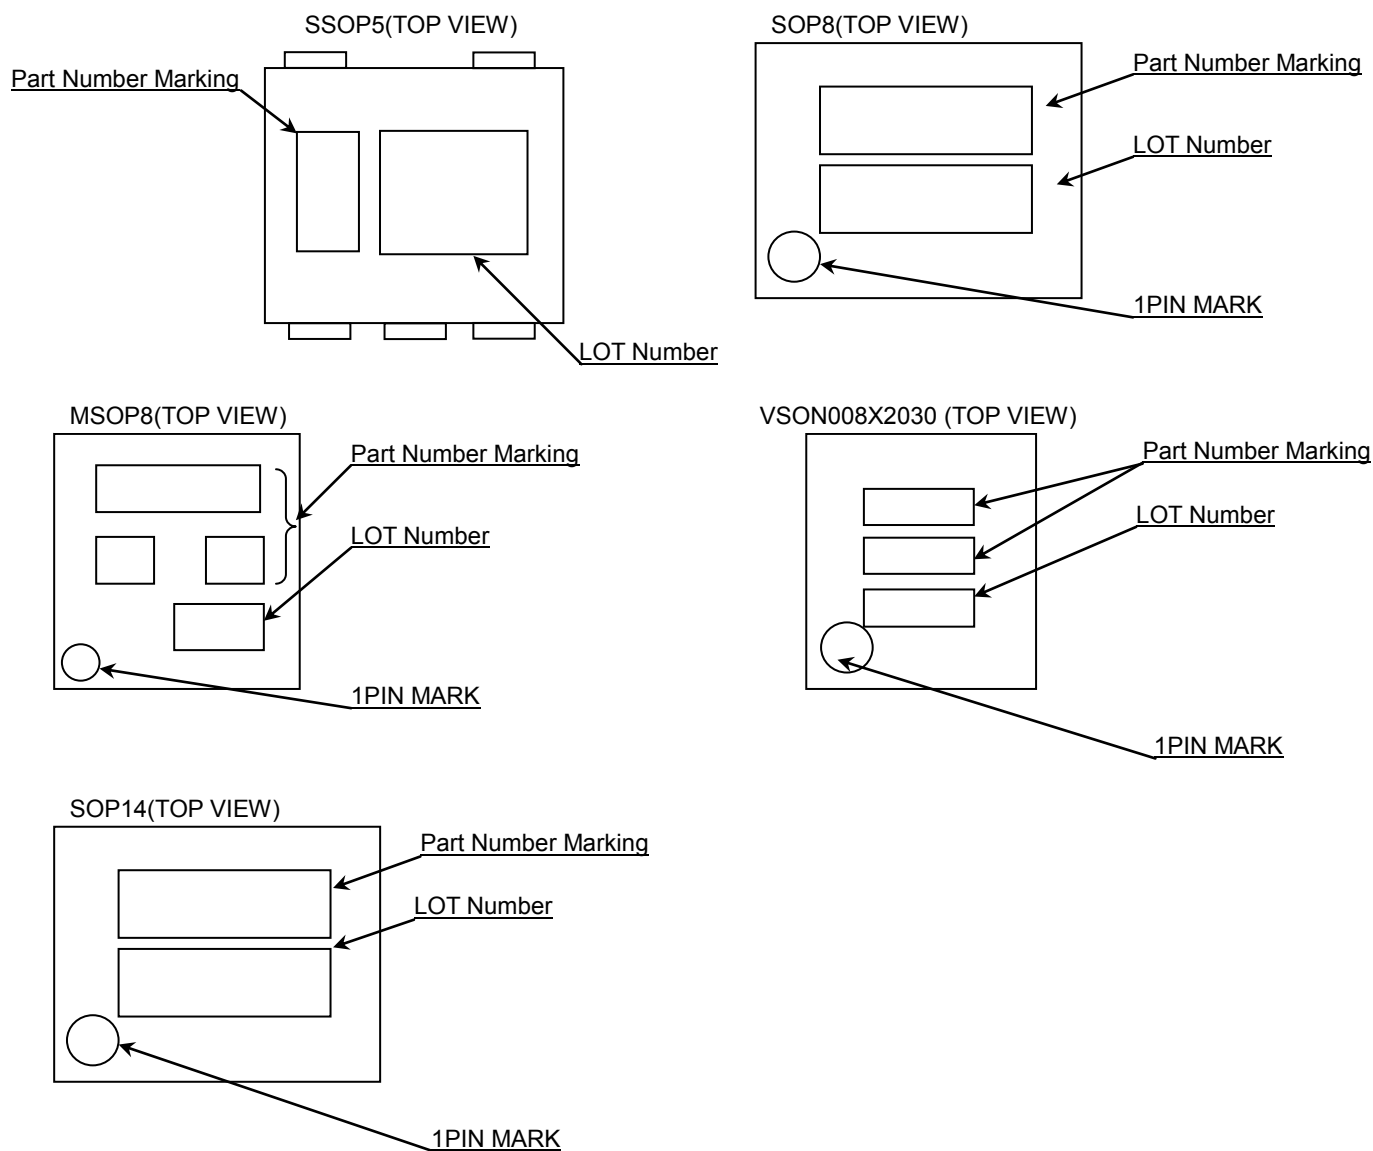 SSOP5(TOP VIEW)
Part Number Marking
LOT Number
SOP8(TOP VIEW)
Part Number Marking
LOT Number
1PIN MARK
MSOP8(TOP VIEW)
Part Number Marking
LOT Number
1PIN MARK
VSON008X2030 (TOP VIEW)
Part Number Marking
LOT Number
1PIN MARK
SOP14(TOP VIEW)
Part Number Marking
LOT Number
1PIN MARK